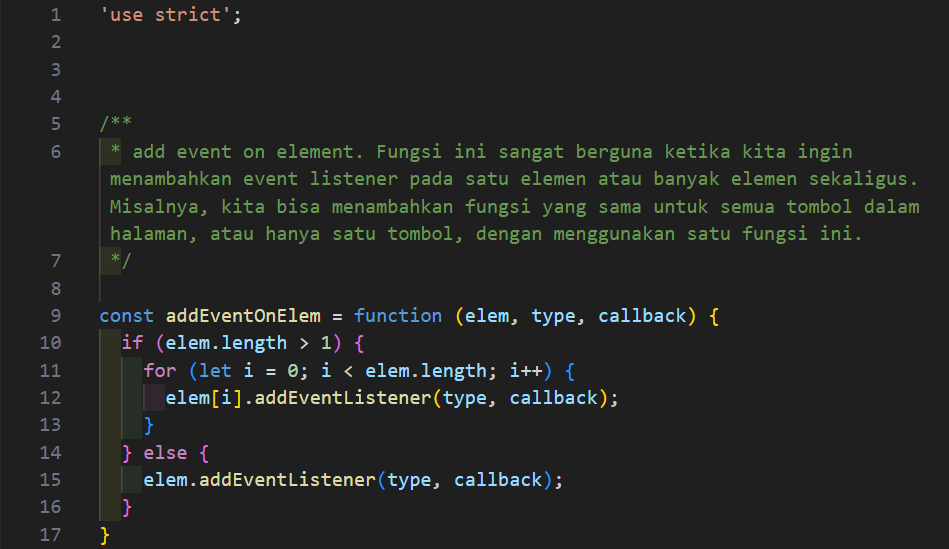 1 'use strict';
2
3
4
5 /**
6  * add event on element. Fungsi ini sangat berguna ketika kita ingin
menambahkan event listener pada satu elemen atau banyak elemen sekaligus.
Misalnya, kita bisa menambahkan fungsi yang sama untuk semua tombol dalam
halaman, atau hanya satu tombol, dengan menggunakan satu fungsi ini.
7  */
8
9 const addEventOnElem = function (elem, type, callback) {
10   if (elem.length > 1) {
11     for (let i = 0; i < elem.length; i++) {
12       elem[i].addEventListener(type, callback);
13     }
14   } else {
15     elem.addEventListener(type, callback);
16   }
17 }